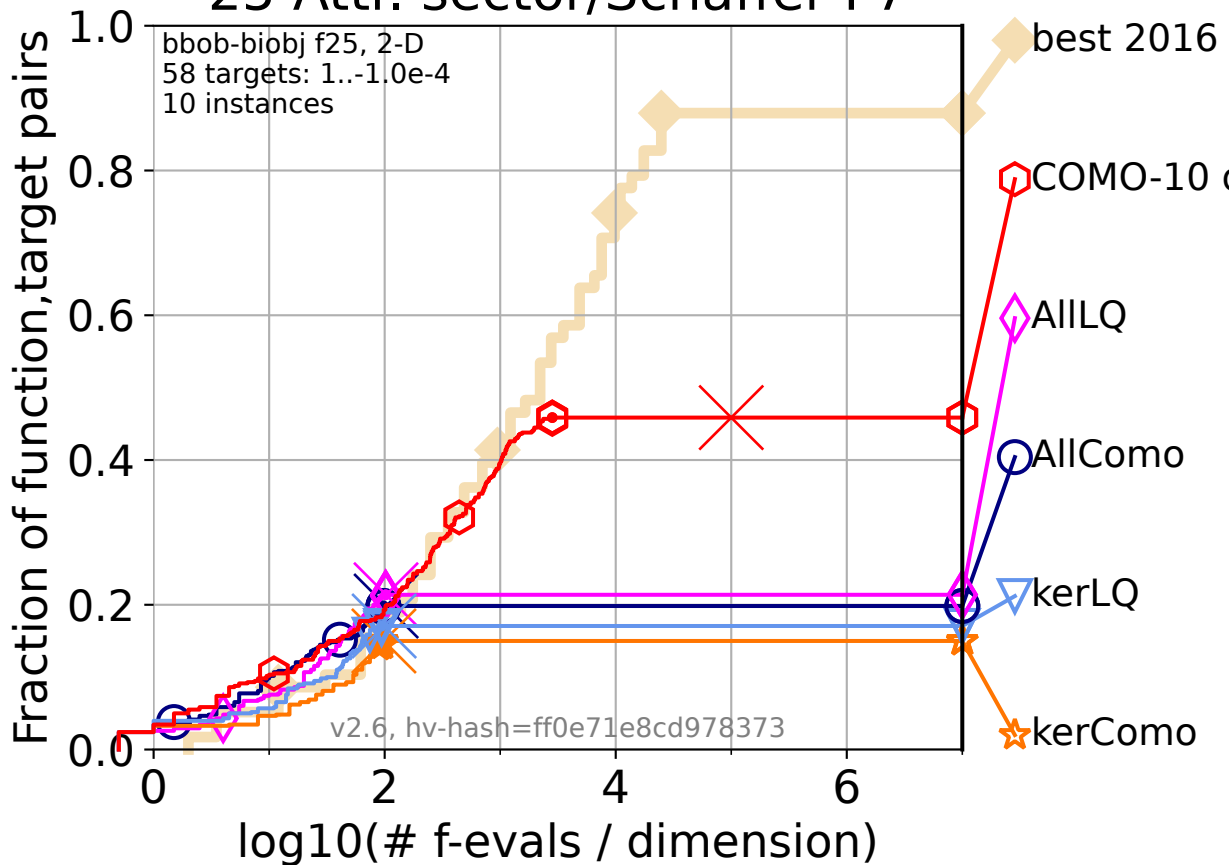 1.0
bbob-biobj f25, 2-D
58 targets: 1..-1.0e-4
10 instances
best 2016
0.8
COMO-10
0.6
AllLQ
0.4
AllComo
0.2
kerLQ
0.0
v2.6, hv-hash=ff0e71e8cd978373
kerComo
0
2
4
6
log10(# f-evals / dimension)
Fraction of function,target pairs